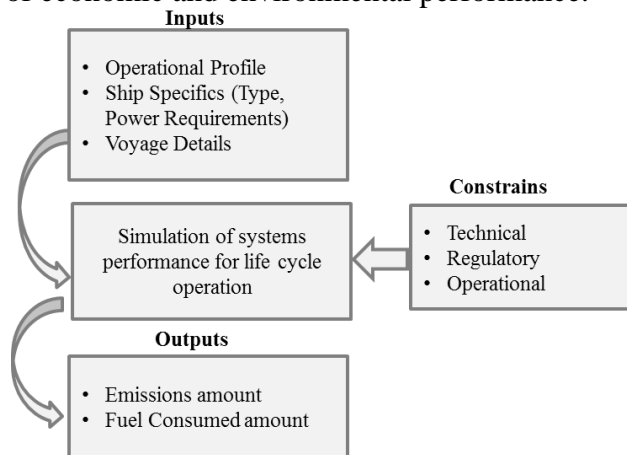 of economic and environmental performance.
Inputs
• Operational Profile
• Ship Specifics (Type,
Power Requirements)
• Voyage Details
Constrains
• Technical
• Regulatory
• Operational
Simulation of systems
performance for life cycle
operation
Outputs
• Emissions amount
• Fuel Consumed amount